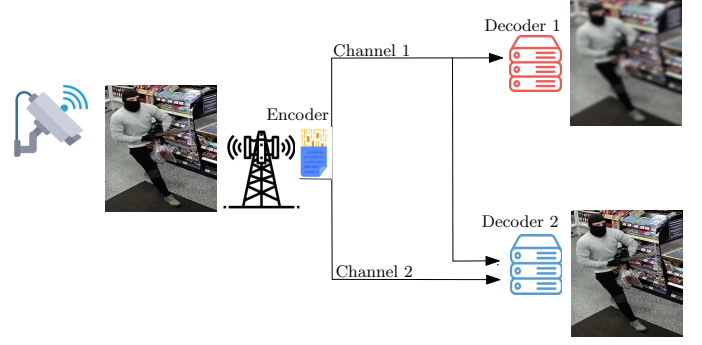 Decoder 1
Channel 1
Encoder
Decoder 2
Channel 2